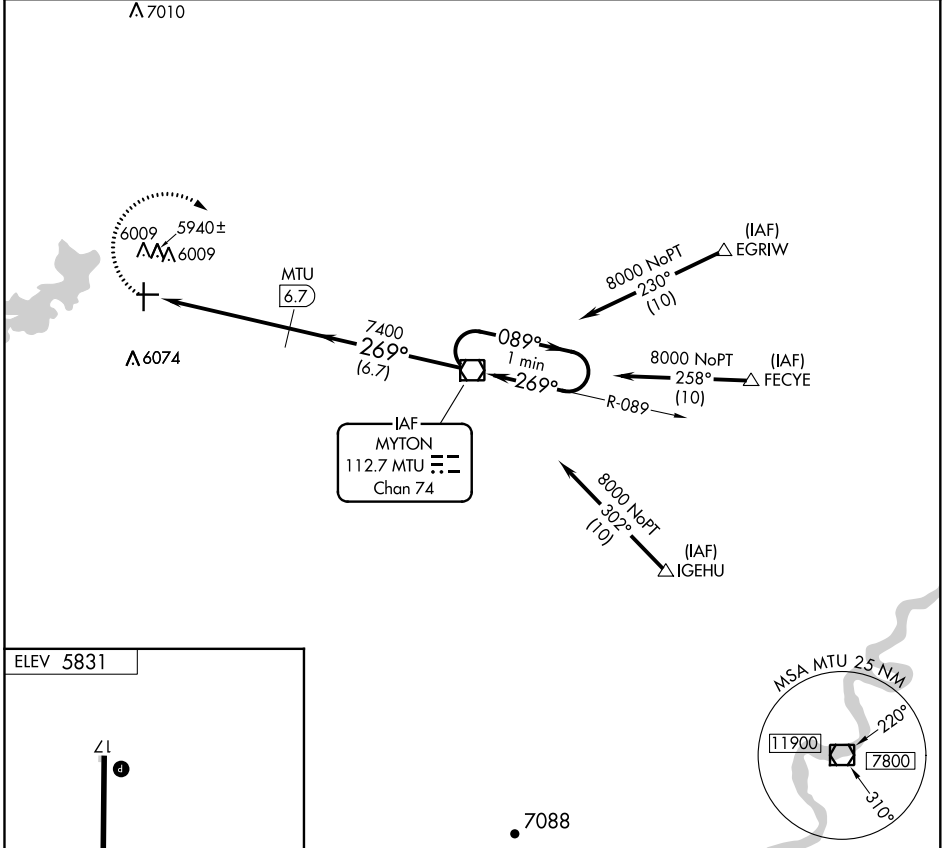 7010
6009
5940±
6009
6074
MTU
6.7
7400
269°
(6.7)
089°
1 min
269°
R-089
(IAF)
EGRIW
8000 NoPT
230°
(10)
(IAF)
FECYE
8000 NoPT
258°
(10)
(IAF)
IGEHU
8000 NoPT
302°
(10)
IAF
MYTON
112.7 MTU
Chan 74
ELEV 5831
17
P
7088
MSA MTU 25 NM
220°
11900
7800
310°